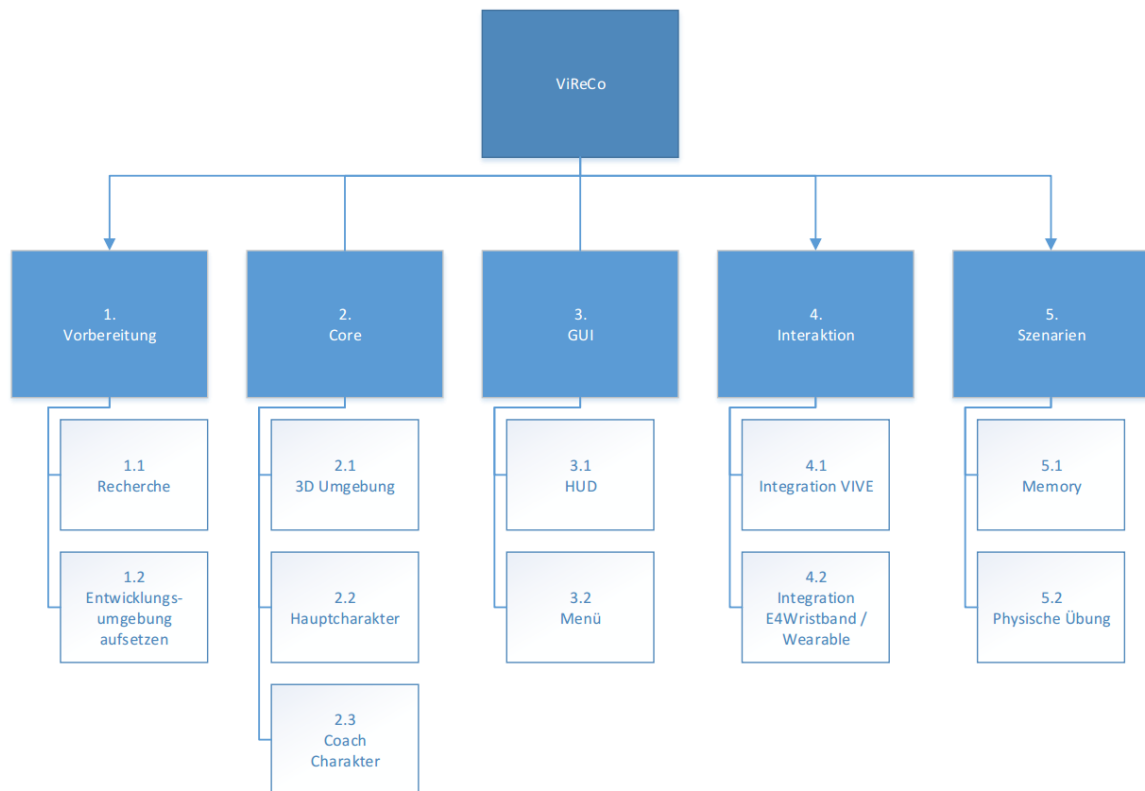 ViReCo
1.
Vorbereitung
2.
Core
3.
GUI
4.
Interaktion
5.
Szenarien
1.1
Recherche
2.1
3D Umgebung
3.1
HUD
4.1
Integration VIVE
5.1
Memory
1.2
Entwicklungs-
umgebung
aufsetzen
2.2
Hauptcharakter
3.2
Menü
4.2
Integration
E4Wristband /
Wearable
5.2
Physische Übung
2.3
Coach
Charakter